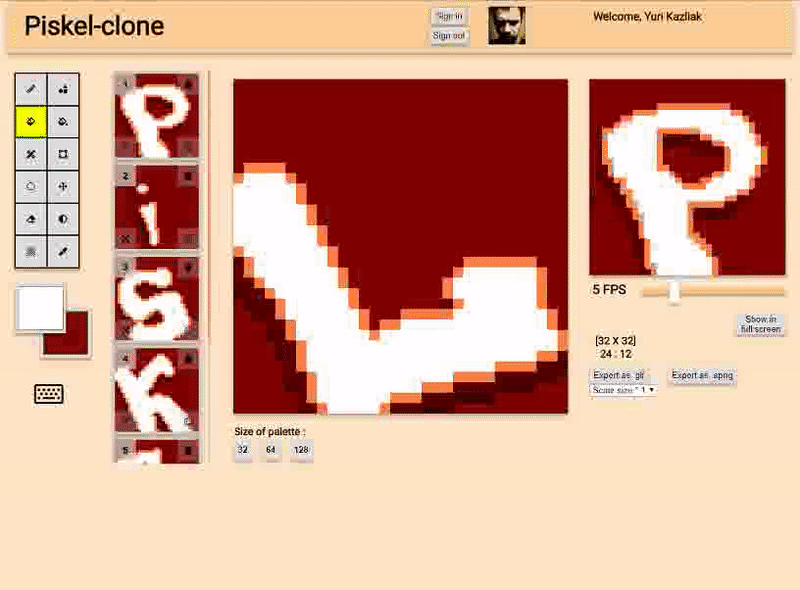 Piskel-clone
Sign in
Sign out
Welcome, Yuri Kazliak
1
P
2
i
3
S
4
K
5
P
5 FPS
Show in
full screen
[32 X 32]
24 : 12
Export as .gif
Export as .apng
Scale size * 1
Size of palette :
32
64
128